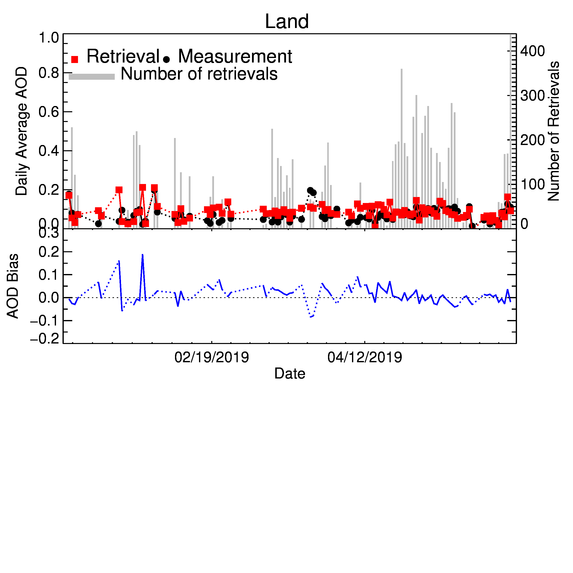 Land
Retrieval Measurement
Number of retrievals
Daily Average AOD
1.0
0.8
0.6
0.4
0.2
0.0
Number of Retrievals
400
300
200
100
0
AOD Bias
0.3
0.2
0.1
0.0
−0.1
−0.2
02/19/2019 04/12/2019
Date